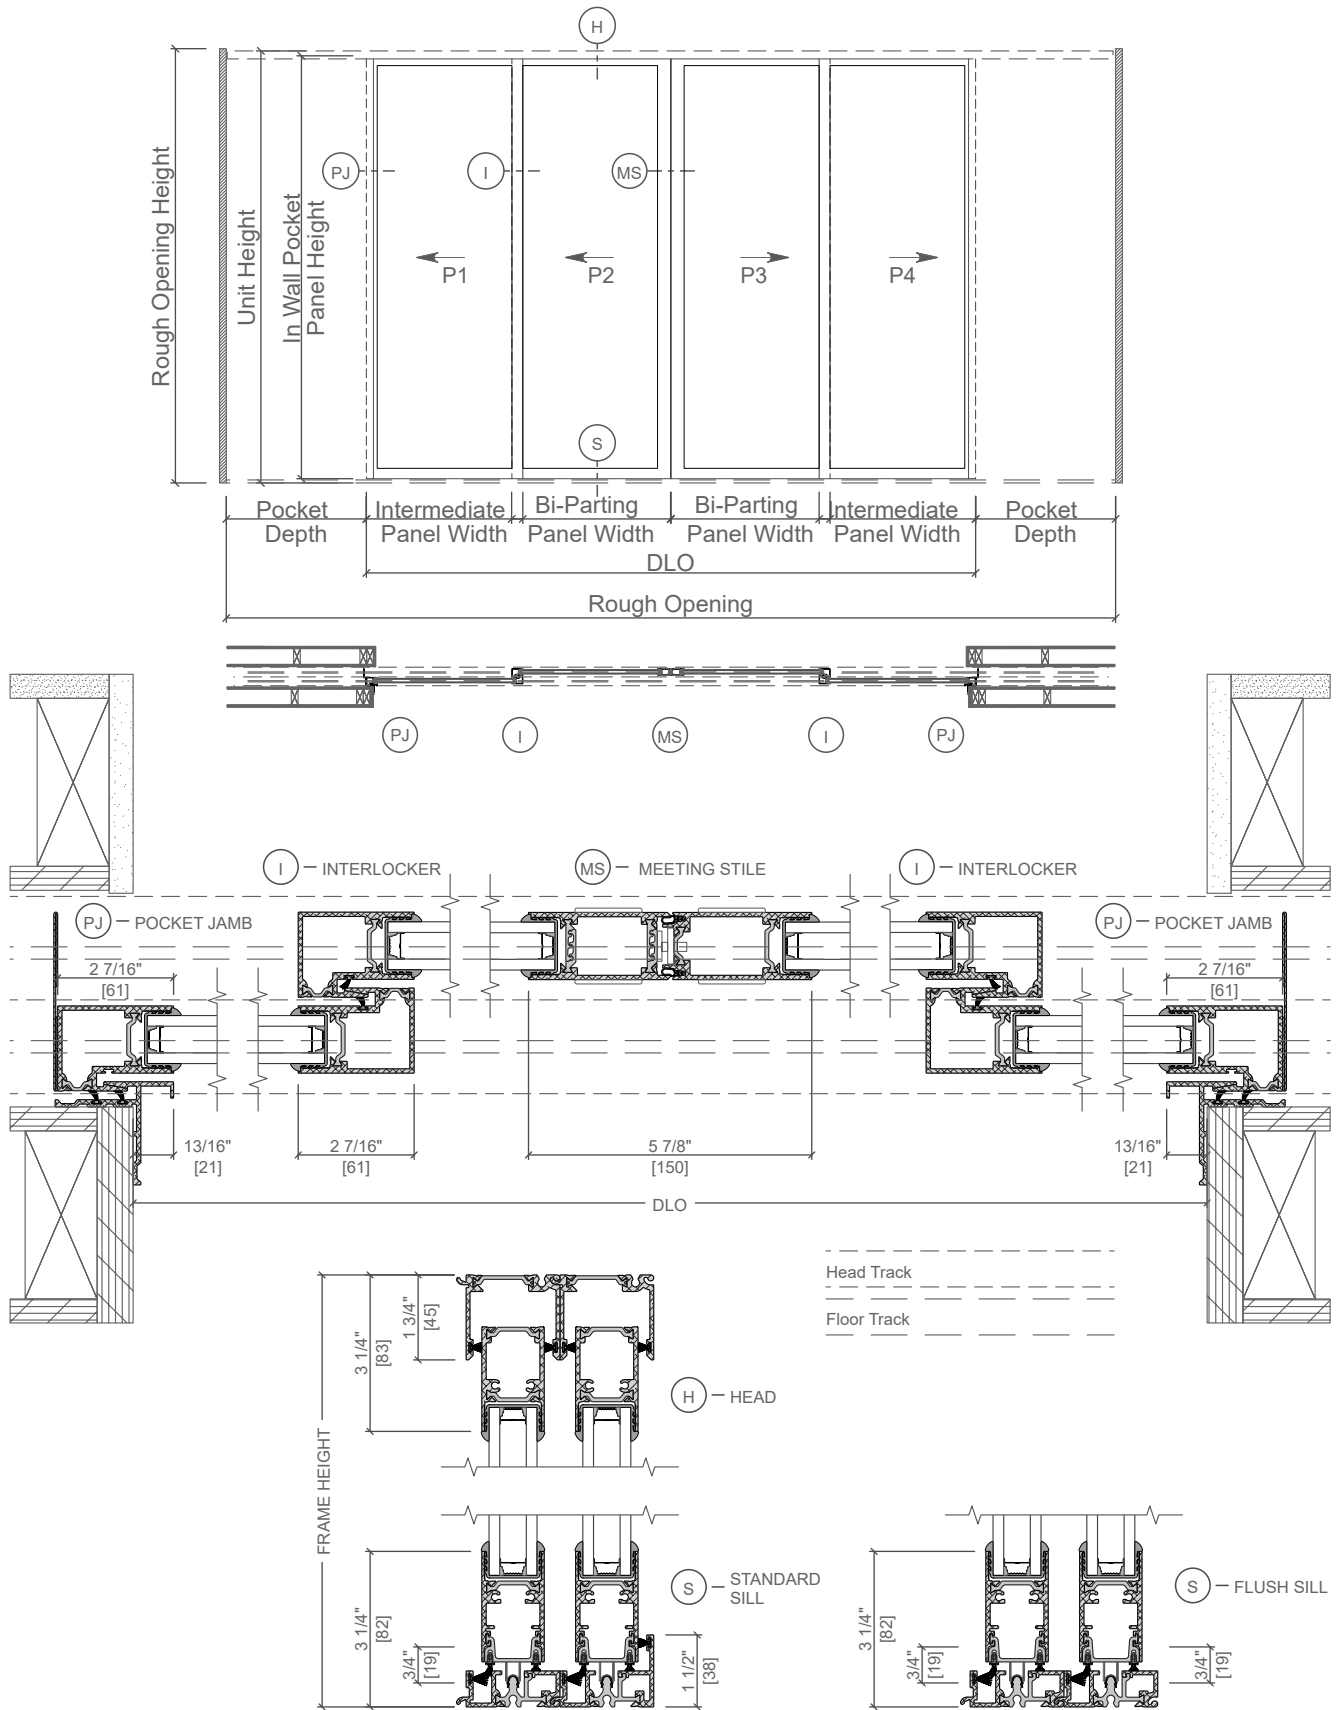 H
Rough Opening Height
Unit Height
In Wall Pocket
Panel Height
PJ
I
MS
P1
P2
P3
P4
S
Pocket
Depth
Intermediate
Panel Width
Bi-Parting
Panel Width
Bi-Parting
Panel Width
Intermediate
Panel Width
Pocket
Depth
DLO
Rough Opening
PJ
I
MS
I
PJ
I – INTERLOCKER
MS – MEETING STILE
I – INTERLOCKER
PJ – POCKET JAMB
PJ – POCKET JAMB
2 7/16"
[61]
2 7/16"
[61]
13/16"
[21]
2 7/16"
[61]
5 7/8"
[150]
13/16"
[21]
DLO
Head Track
Floor Track
FRAME HEIGHT
3 1/4"
[83]
1 3/4"
[45]
H – HEAD
3 1/4"
[82]
3/4"
[19]
S – STANDARD
SILL
1 1/2"
[38]
3 1/4"
[82]
3/4"
[19]
S – FLUSH SILL
3/4"
[19]